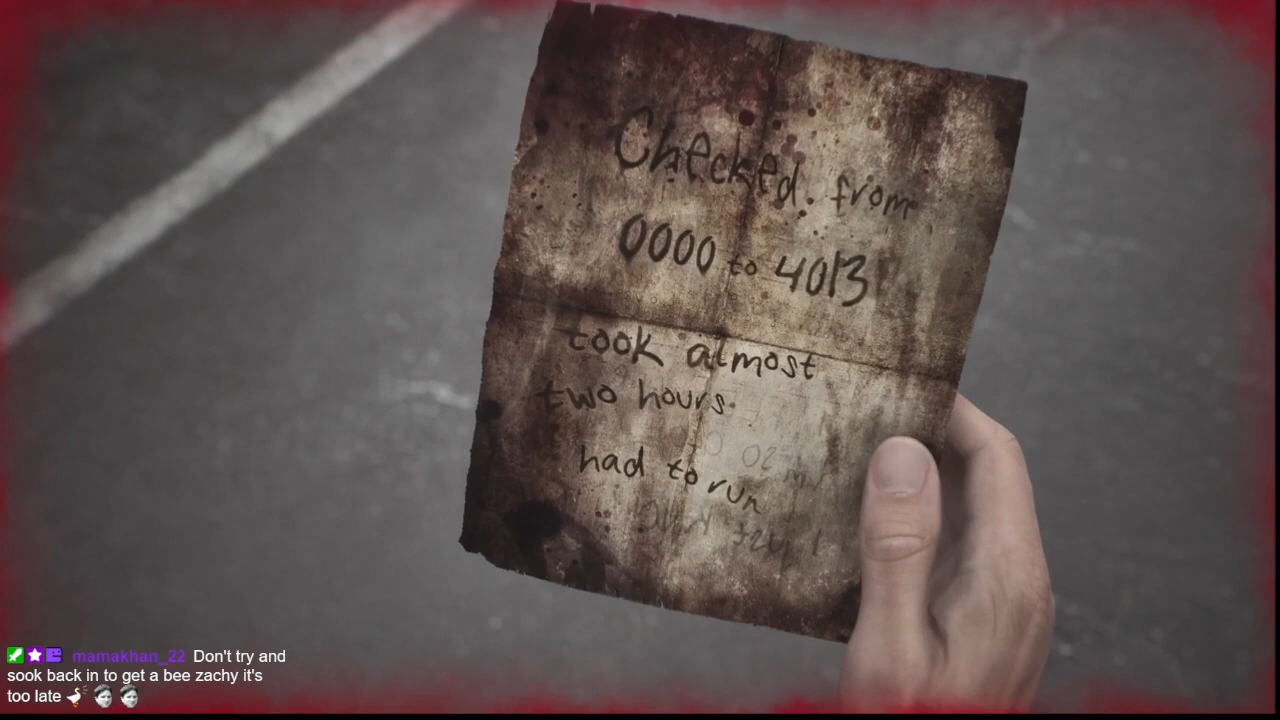 Checked. from
0000 to 4013
took almost
two hours.
had to run
mamakhan_22 Don't try and
sook back in to get a bee zachy it's
too late